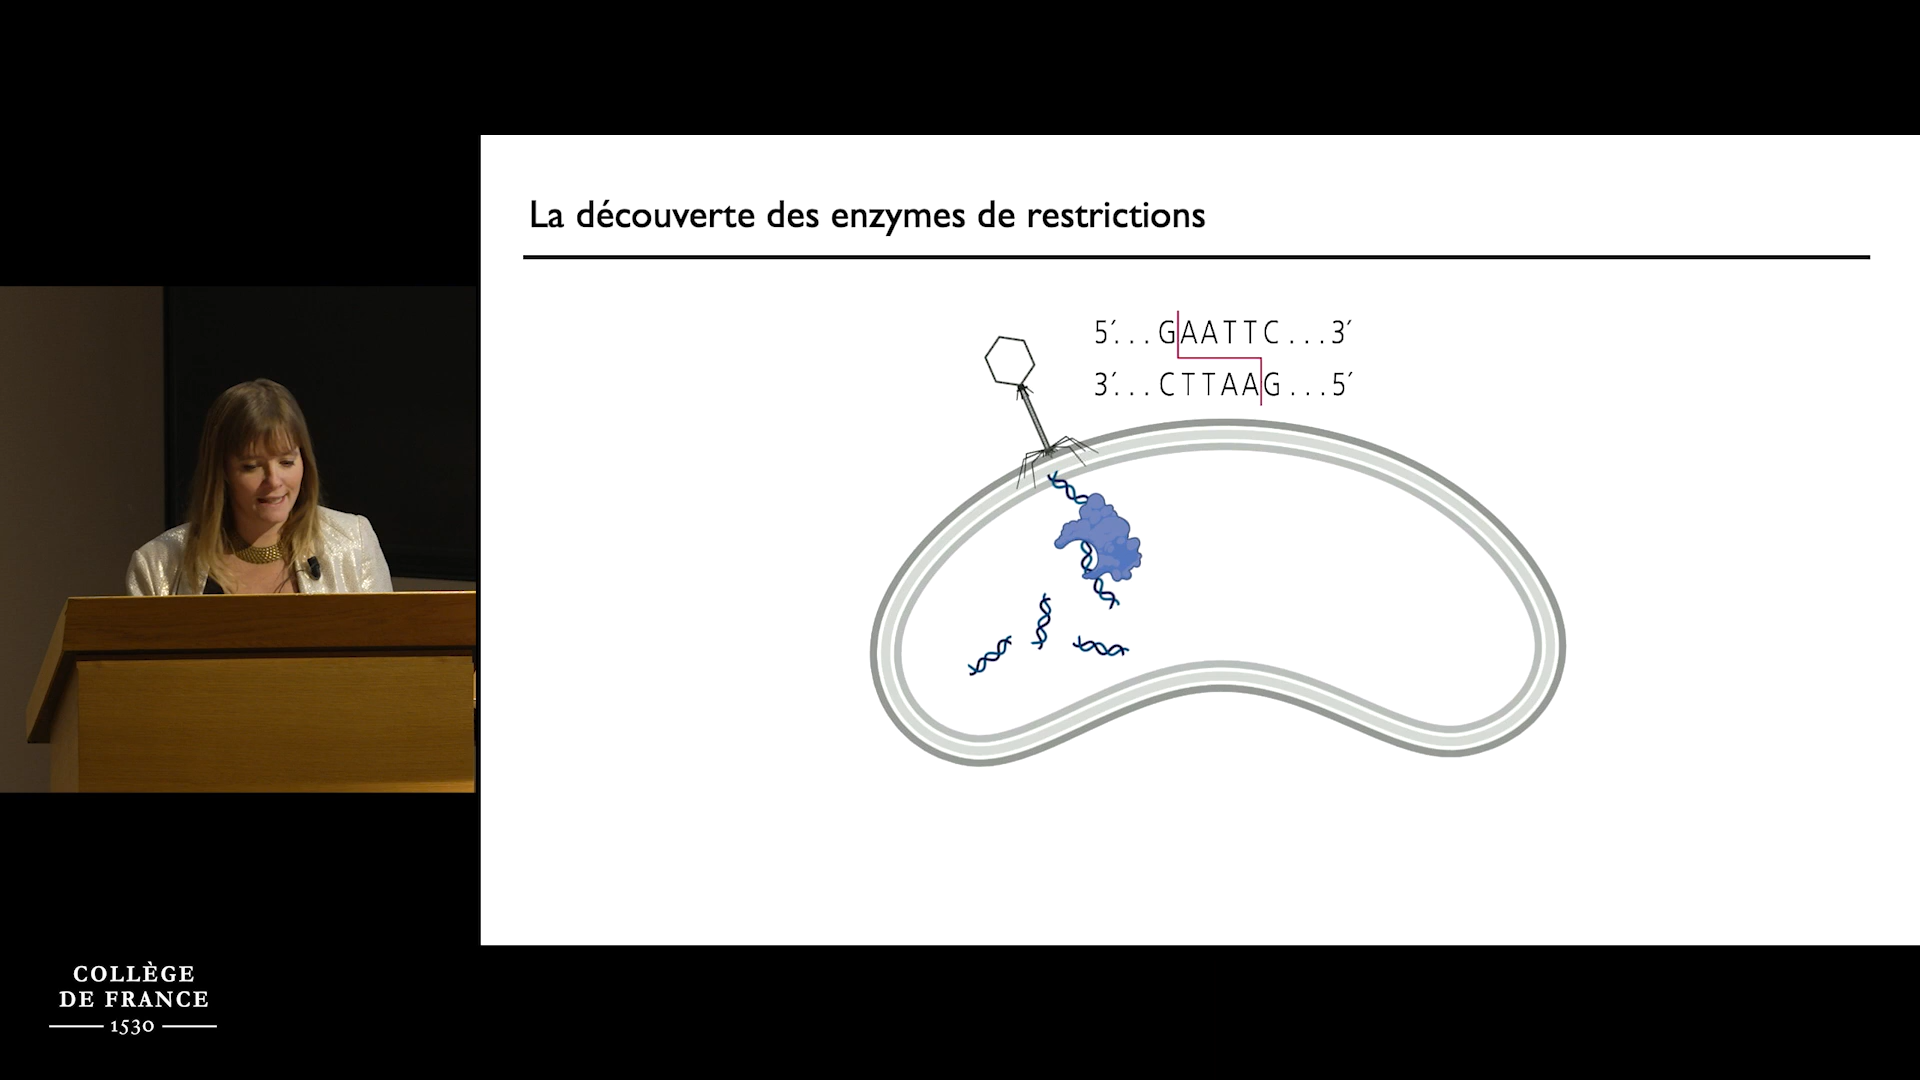 La découverte des enzymes de restrictions
5′...GAATTC...3′
3′...CTTAAG...5′
COLLÈGE
DE FRANCE
1530